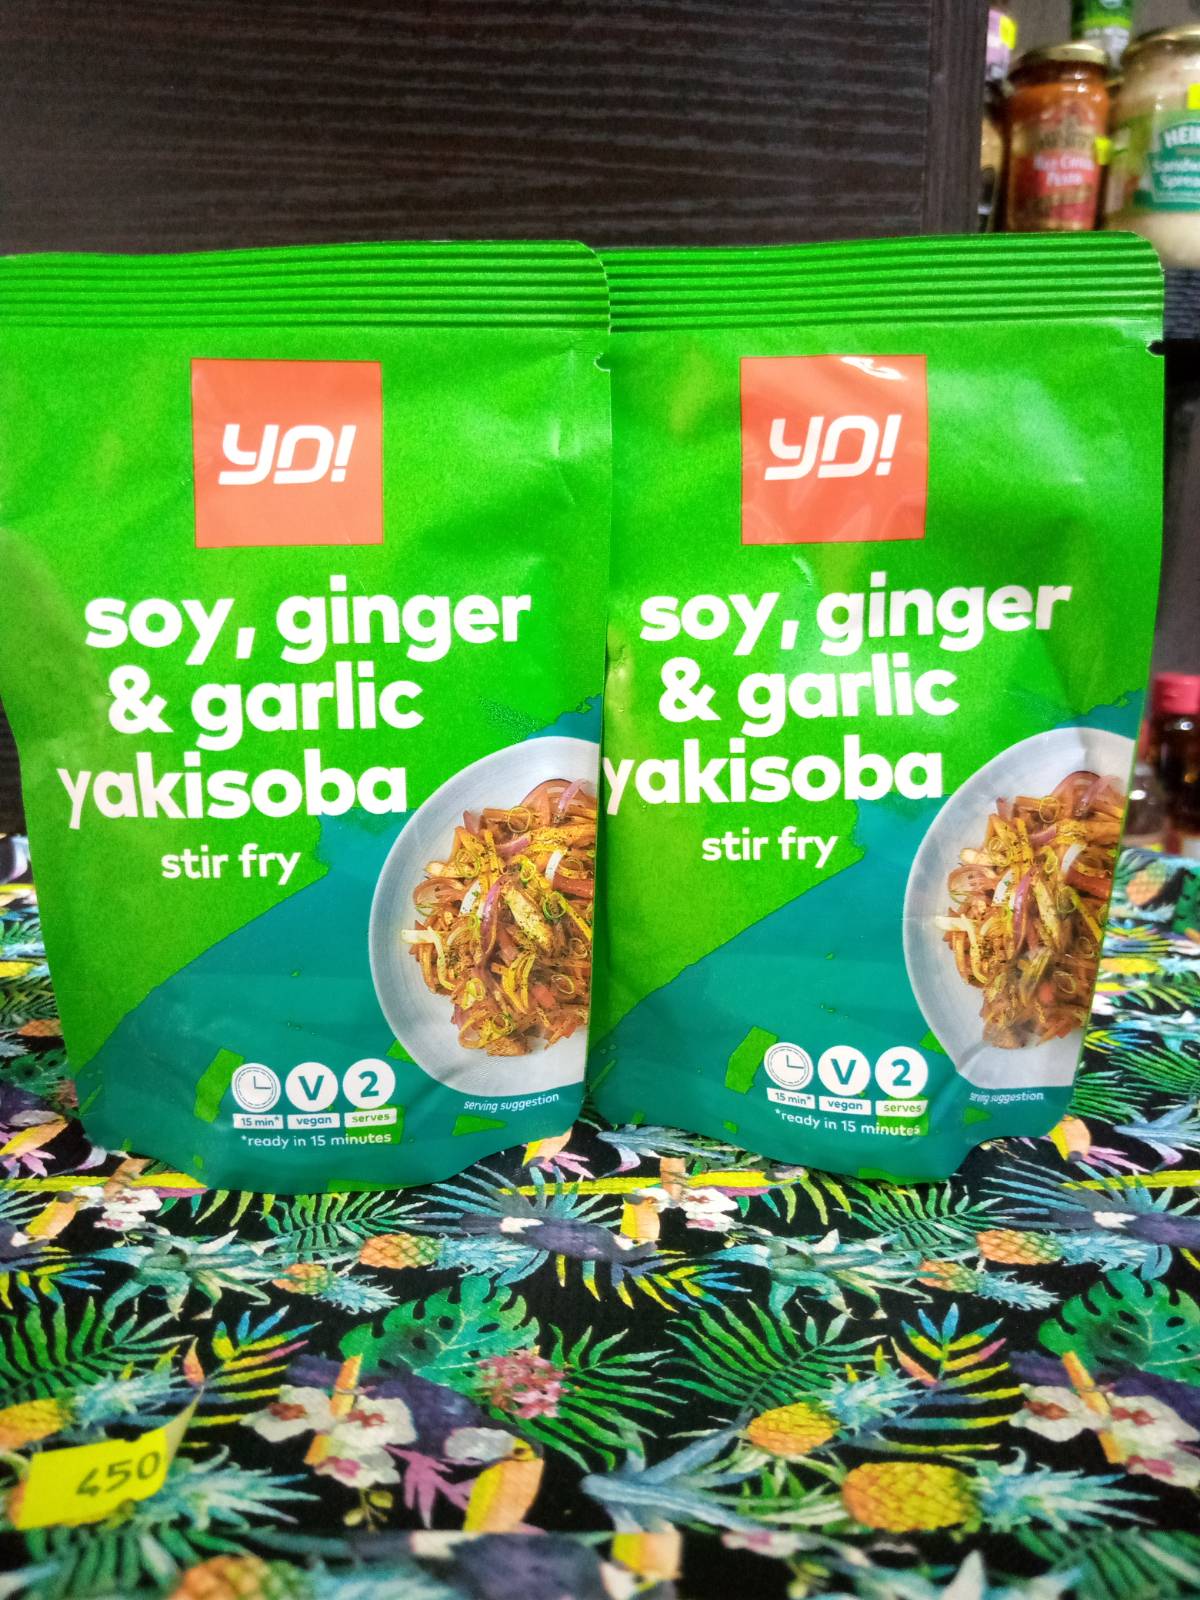 HEIN
YO!
soy, ginger
& garlic
yakisoba
stir fry
15 min*
V
vegan
2
serves
*ready in 15 minutes
serving suggestion
YO!
soy, ginger
& garlic
yakisoba
stir fry
15 min*
V
vegan
2
serves
*ready in 15 minutes
serving suggestion
450